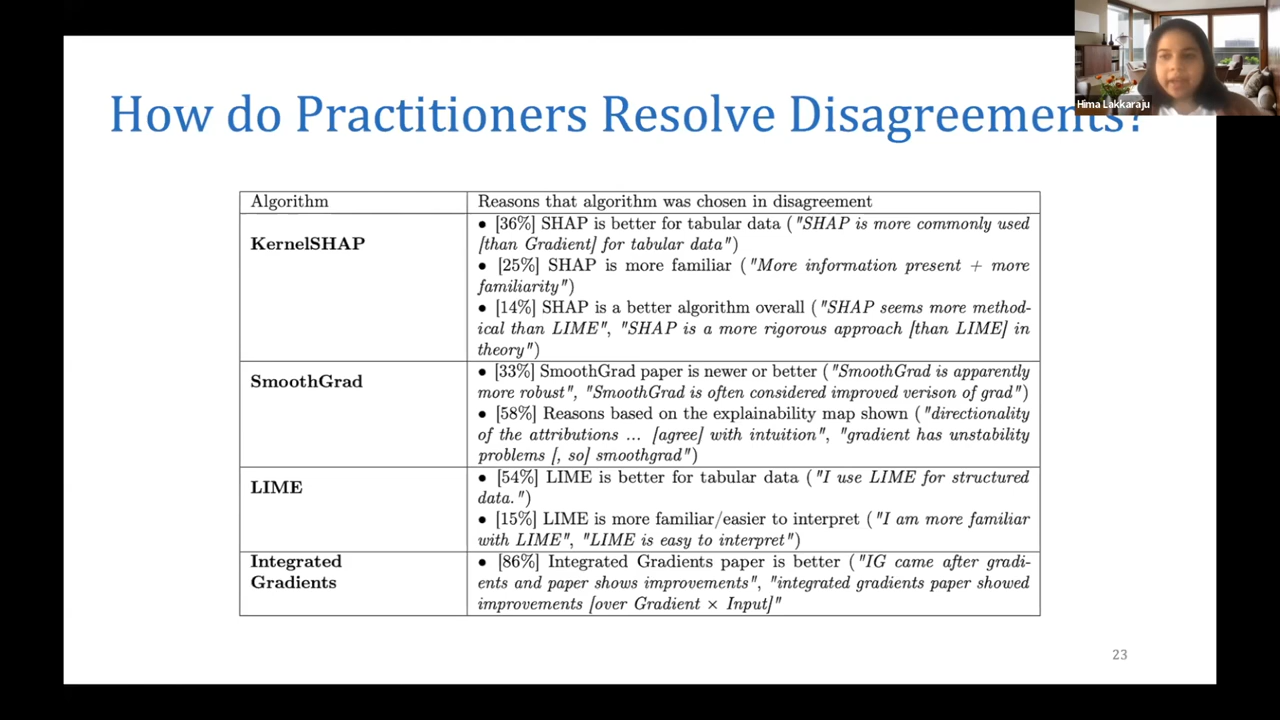 Hima Lakkaraju
How do Practitioners Resolve Disagreements?
Algorithm
Reasons that algorithm was chosen in disagreement
KernelSHAP
• [36%] SHAP is better for tabular data ("SHAP is more commonly used
[than Gradient] for tabular data")
• [25%] SHAP is more familiar ("More information present + more
familiarity")
• [14%] SHAP is a better algorithm overall ("SHAP seems more method-
ical than LIME", "SHAP is a more rigorous approach [than LIME] in
theory")
SmoothGrad
• [33%] SmoothGrad paper is newer or better ("SmoothGrad is apparently
more robust", "SmoothGrad is often considered improved verison of grad")
• [58%] Reasons based on the explainability map shown ("directionality
of the attributions ... [agree] with intuition", "gradient has unstability
problems [, so] smoothgrad")
LIME
• [54%] LIME is better for tabular data ("I use LIME for structured
data.")
• [15%] LIME is more familiar/easier to interpret ("I am more familiar
with LIME", "LIME is easy to interpret")
Integrated
Gradients
• [86%] Integrated Gradients paper is better ("IG came after gradi-
ents and paper shows improvements", "integrated gradients paper showed
improvements [over Gradient × Input]"
23